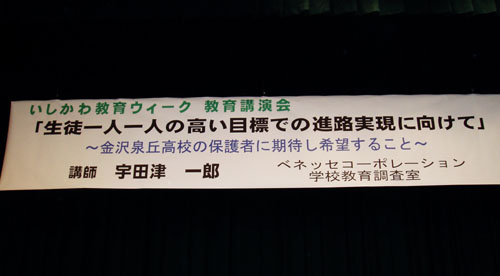 いしかわ教育ウィーク 教育講演会
「生徒一人一人の高い目標での進路実現に向けて」
～金沢泉丘高校の保護者に期待し希望すること～
講師 宇田津 一郎
ベネッセコーポレーション
学校教育調査室